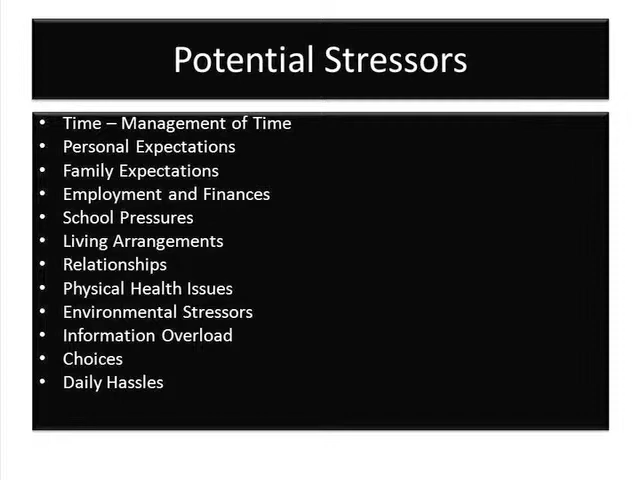 Potential Stressors
• Time – Management of Time
• Personal Expectations
• Family Expectations
• Employment and Finances
• School Pressures
• Living Arrangements
• Relationships
• Physical Health Issues
• Environmental Stressors
• Information Overload
• Choices
• Daily Hassles